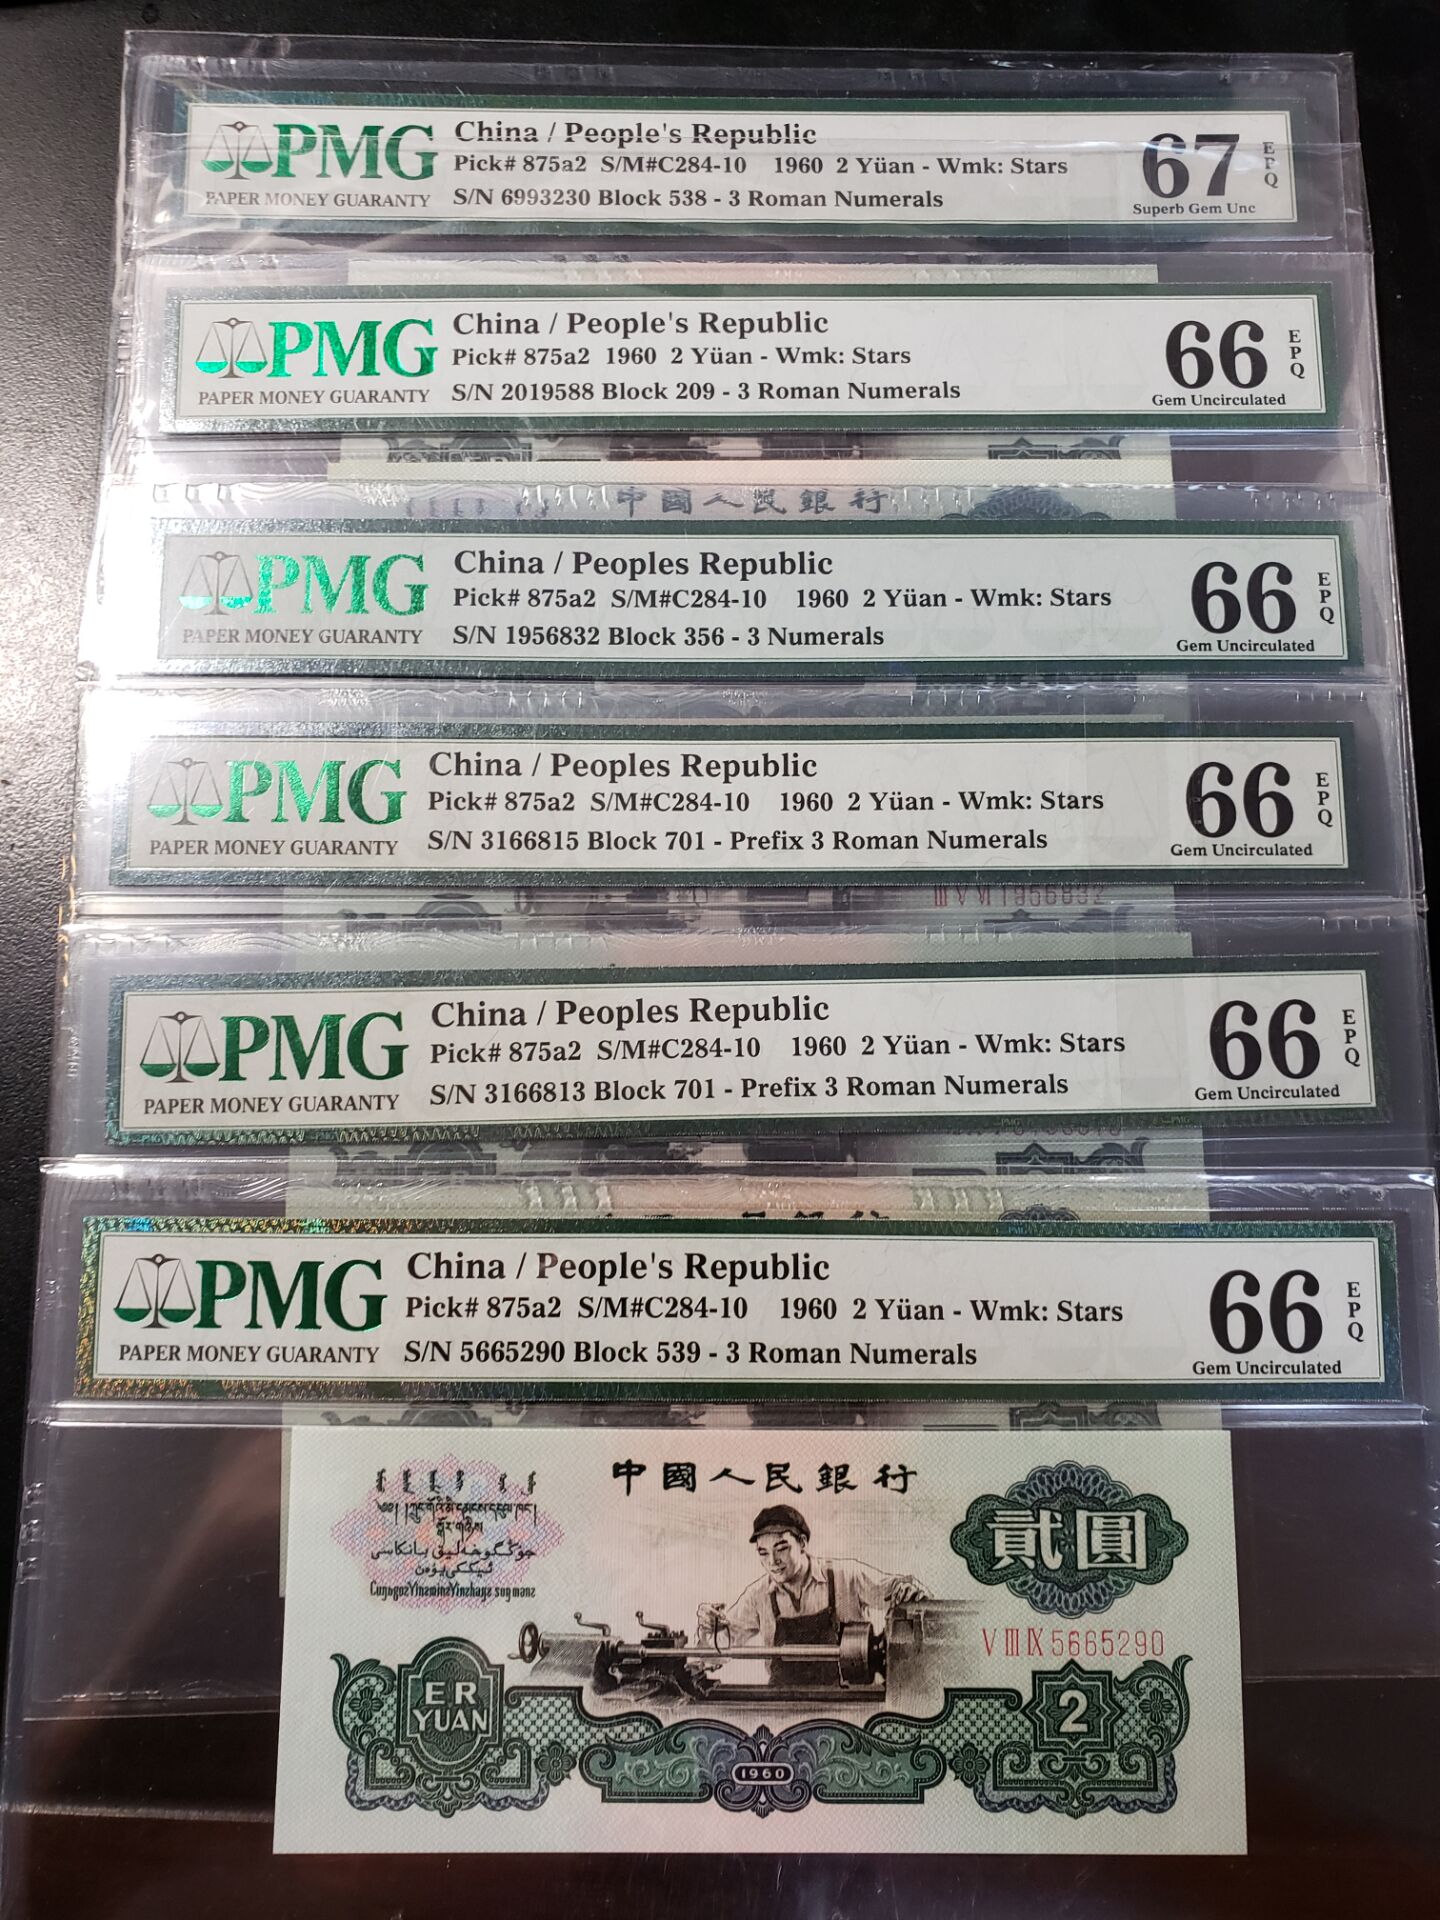 PMG
PAPER MONEY GUARANTY
China / People's Republic
Pick# 875a2 S/M#C284-10 1960 2 Yüan - Wmk: Stars
S/N 6993230 Block 538 - 3 Roman Numerals
67 EPQ
Superb Gem Unc
PMG
PAPER MONEY GUARANTY
China / People's Republic
Pick# 875a2 1960 2 Yüan - Wmk: Stars
S/N 2019588 Block 209 - 3 Roman Numerals
66 EPQ
Gem Uncirculated
中國人民銀行
PMG
PAPER MONEY GUARANTY
China / Peoples Republic
Pick# 875a2 S/M#C284-10 1960 2 Yüan - Wmk: Stars
S/N 1956832 Block 356 - 3 Numerals
66 EPQ
Gem Uncirculated
PMG
PAPER MONEY GUARANTY
China / Peoples Republic
Pick# 875a2 S/M#C284-10 1960 2 Yüan - Wmk: Stars
S/N 3166815 Block 701 - Prefix 3 Roman Numerals
66 EPQ
Gem Uncirculated
III V VI 1956832
PMG
PAPER MONEY GUARANTY
China / Peoples Republic
Pick# 875a2 S/M#C284-10 1960 2 Yüan - Wmk: Stars
S/N 3166813 Block 701 - Prefix 3 Roman Numerals
66 EPQ
Gem Uncirculated
PMG
PAPER MONEY GUARANTY
China / People's Republic
Pick# 875a2 S/M#C284-10 1960 2 Yüan - Wmk: Stars
S/N 5665290 Block 539 - 3 Roman Numerals
66 EPQ
Gem Uncirculated
中國人民銀行
貳圓
V III IX 5665290
ER
YUAN
2
1960